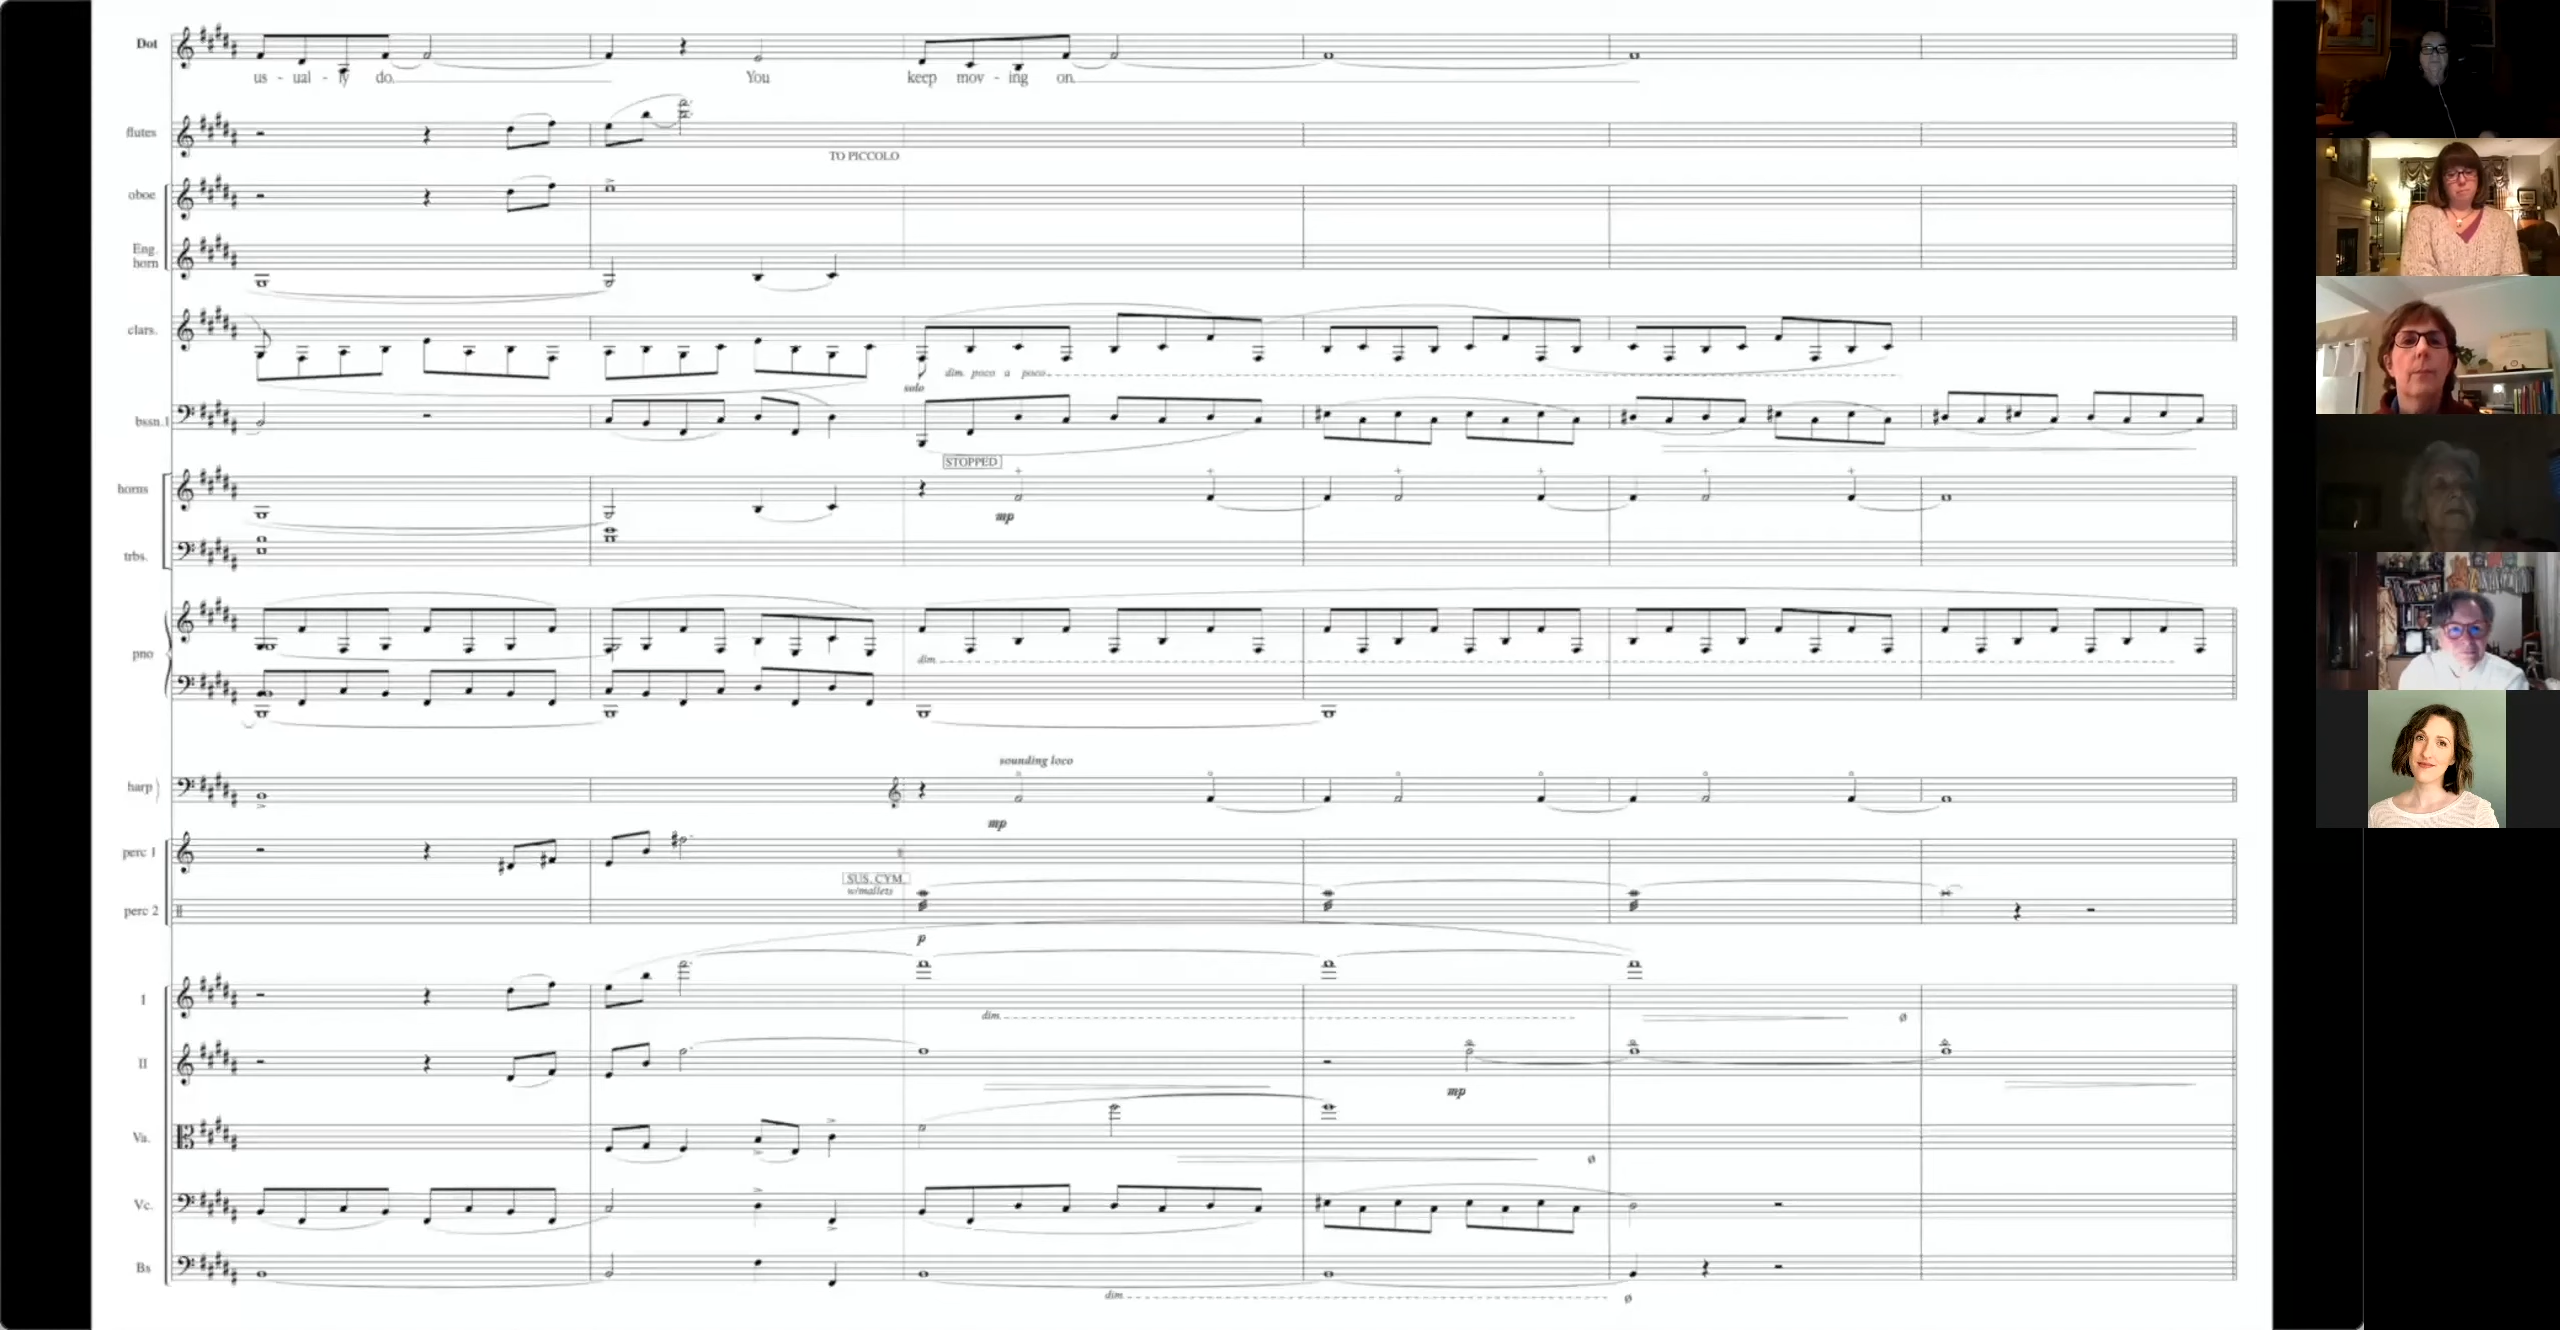 Dot
us - ual - ly do. You keep mov - ing on.
flutes
TO PICCOLO
oboe
Eng. horn
clars.
dim. poco a poco
solo
bssn.1
STOPPED
horns
mp
trbs.
pno
dim.
sounding loco
harp
mp
perc 1
SUS. CYM.
w/mallets
perc 2
p
I
dim.
II
mp
Va.
Vc.
Bs
dim.